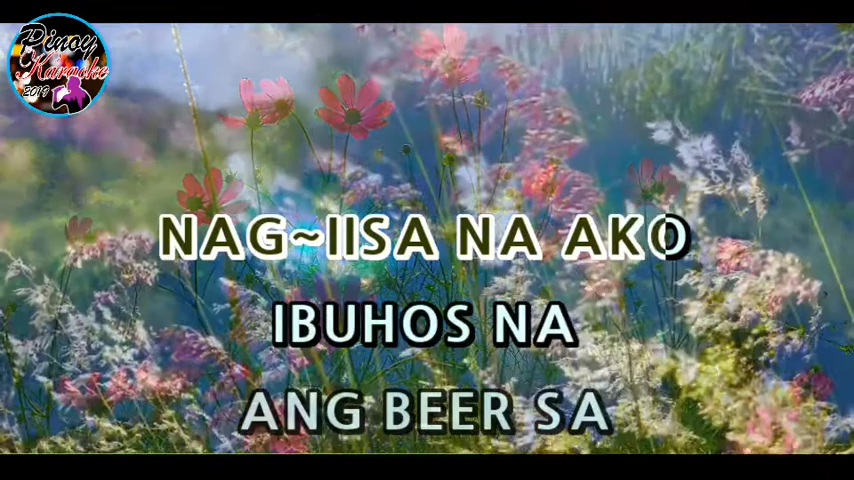 Pinoy
Karaoke
2019
NAG~IISA NA AKO
IBUHOS NA
ANG BEER SA